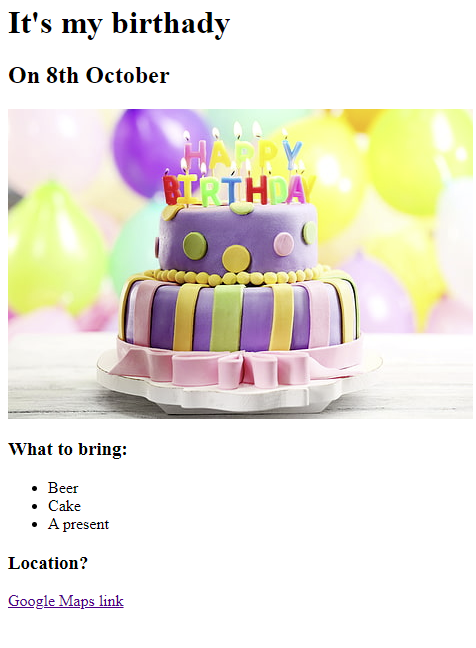 It's my birthady
On 8th October
HAPPY
BIRTHDAY
What to bring:
Beer
Cake
A present
Location?
Google Maps link